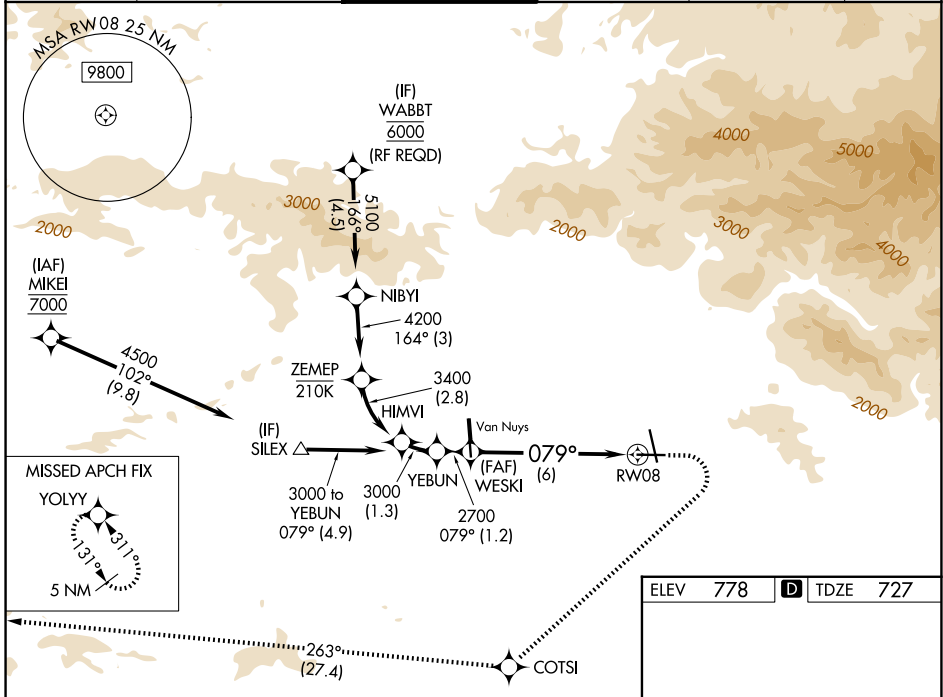 MSA RW08 25 NM
9800
(IF)
WABBT
6000
(RF REQD)
4000
5000
3000
5100
166°
(4.5)
2000
2000
3000
4000
(IAF)
MIKEI
7000
NIBYI
4200
164° (3)
4500
102°
(9.8)
ZEMEP
210K
3400
(2.8)
2000
HIMVI
Van Nuys
(IF)
SILEX
079°
(6)
RW08
(FAF)
WESKI
YEBUN
3000 to
YEBUN
079° (4.9)
3000
(1.3)
2700
079° (1.2)
MISSED APCH FIX
YOLYY
311°
131°
5 NM
ELEV 778 D TDZE 727
263°
(27.4)
COTSI